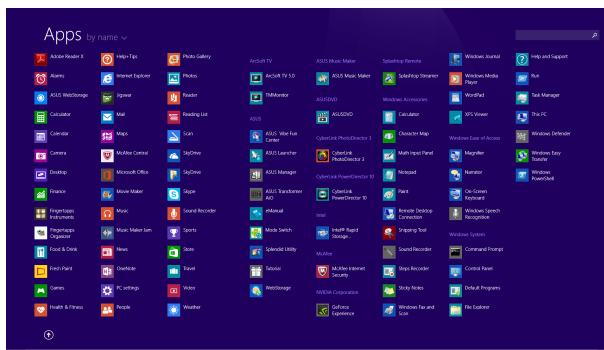 Apps by name
Adobe Reader X
Alarms
ASUS WebStorage
Calculator
Calendar
Camera
Desktop
Finance
Fingertapps
Instruments
Fingertapps
Organizer
Food & Drink
Fresh Paint
Games
Health & Fitness
Help+Tips
Internet Explorer
Jigswar
Mail
Maps
McAfee Central
Microsoft Office
Movie Maker
Music
Music Maker Jam
News
OneNote
PC settings
People
Photo Gallery
Photos
Reader
Reading List
Scan
SkyDrive
SkyDrive
Skype
Sound Recorder
Sports
Store
Travel
Video
Weather
ArcSoft TV
ArcSoft TV 5.0
TMMonitor
ASUS
ASUS Vibe Fun
Center
ASUS Launcher
ASUS Manager
ASUS Transformer
AiO
eManual
Mode Switch
Splendid Utility
Tutorial
WebStorage
ASUS Music Maker
ASUS Music Maker
ASUSDVD
ASUSDVD
CyberLink PhotoDirector 3
CyberLink
PhotoDirector 3
CyberLink PowerDirector 10
CyberLink
PowerDirector 10
Intel
Intel® Rapid
Storage...
McAfee
McAfee Internet
Security
NVIDIA Corporation
GeForce
Experience
Splashtop Remote
Splashtop Streamer
Windows Accessories
Calculator
Character Map
Math Input Panel
Notepad
Paint
Remote Desktop
Connection
Snipping Tool
Sound Recorder
Steps Recorder
Sticky Notes
Windows Fax and
Scan
Windows Journal
Windows Media
Player
WordPad
XPS Viewer
Windows Ease of Access
Magnifier
Narrator
On-Screen
Keyboard
Windows Speech
Recognition
Windows System
Command Prompt
Control Panel
Default Programs
File Explorer
Help and Support
Run
Task Manager
This PC
Windows Defender
Windows Easy
Transfer
Windows
PowerShell